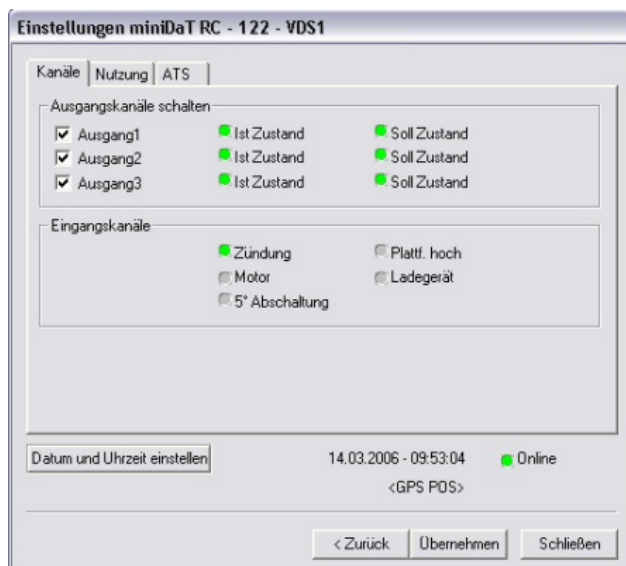 Einstellungen miniDaT RC - 122 - VDS1
Kanäle Nutzung ATS
Ausgangskanäle schalten
Ausgang1 Ist Zustand Soll Zustand
Ausgang2 Ist Zustand Soll Zustand
Ausgang3 Ist Zustand Soll Zustand
Eingangskanäle
Zündung Plattf. hoch
Motor Ladegerät
5° Abschaltung
Datum und Uhrzeit einstellen 14.03.2006 - 09:53:04 Online
<GPS POS>
< Zurück Übernehmen Schließen